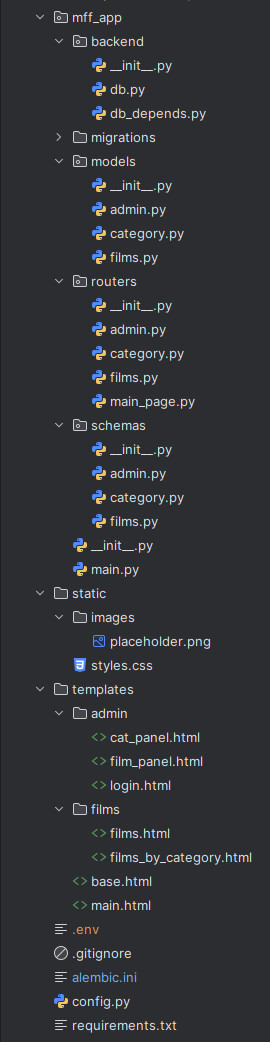 mff_app
backend
__init__.py
db.py
db_depends.py
migrations
models
__init__.py
admin.py
category.py
films.py
routers
__init__.py
admin.py
category.py
films.py
main_page.py
schemas
__init__.py
admin.py
category.py
films.py
__init__.py
main.py
static
images
placeholder.png
styles.css
templates
admin
cat_panel.html
film_panel.html
login.html
films
films.html
films_by_category.html
base.html
main.html
.env
.gitignore
alembic.ini
config.py
requirements.txt